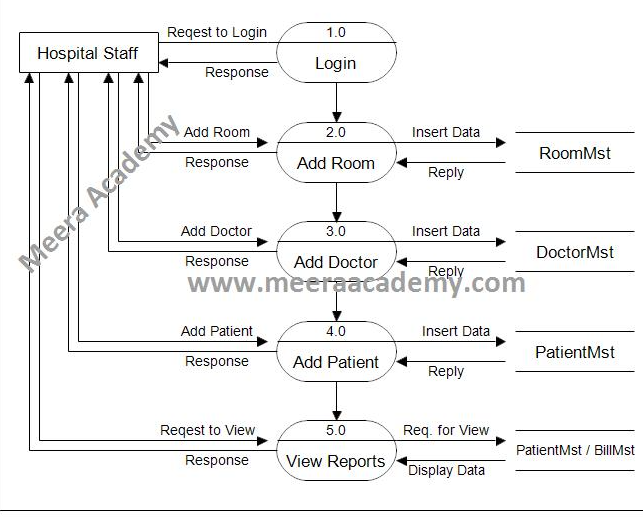 Reqest to Login
1.0
Hospital Staff
Login
Response
Add Room
2.0
Insert Data
Response
Add Room
Reply
RoomMst
Add Doctor
3.0
Insert Data
Response
Add Doctor
Reply
DoctorMst
Meera Academy
www.meeraacademy.com
Add Patient
4.0
Insert Data
Response
Add Patient
Reply
PatientMst
Reqest to View
5.0
Req. for View
Response
View Reports
Display Data
PatientMst / BillMst